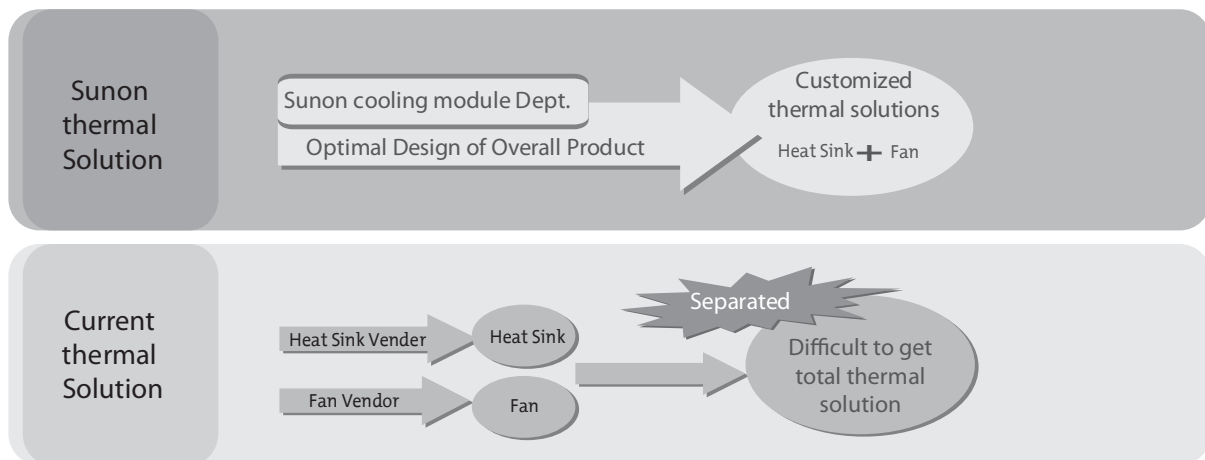 Sunon
thermal
Solution
Sunon cooling module Dept.
Optimal Design of Overall Product
Customized
thermal solutions
Heat Sink + Fan
Current
thermal
Solution
Heat Sink Vender
Heat Sink
Fan Vendor
Fan
Separated
Difficult to get
total thermal
solution